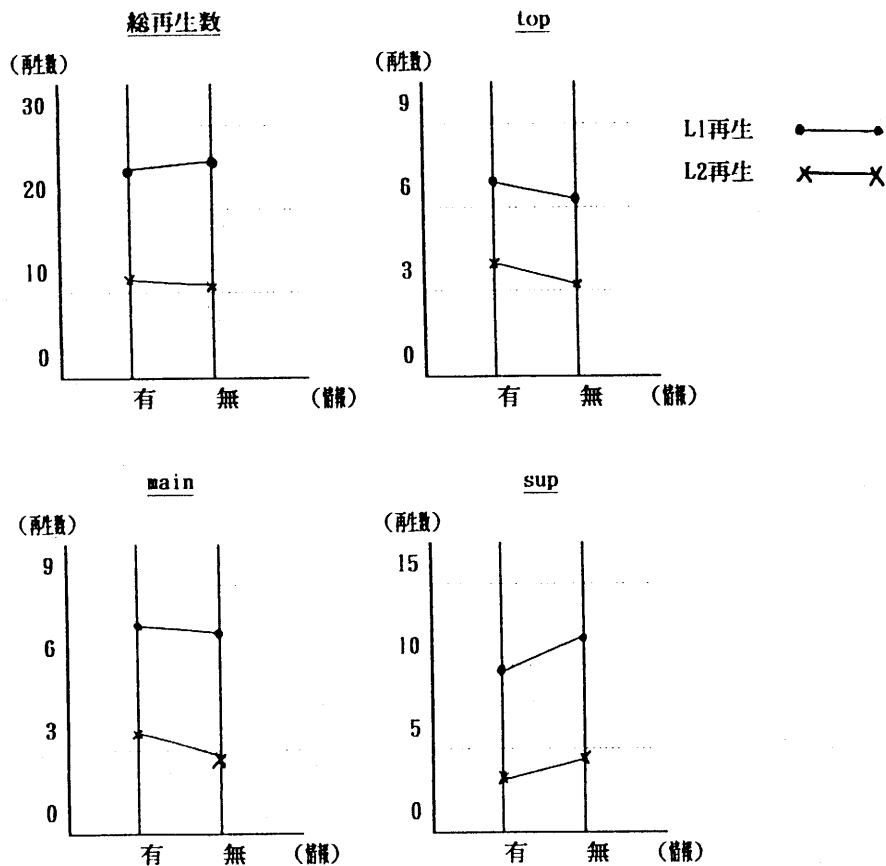 総再生数
(再生数)
30
20
10
0
有 無 (情報)
top
(再生数)
9
6
3
0
有 無 (情報)
L1再生
L2再生
main
(再生数)
9
6
3
0
有 無 (情報)
sup
(再生数)
15
10
5
0
有 無 (情報)